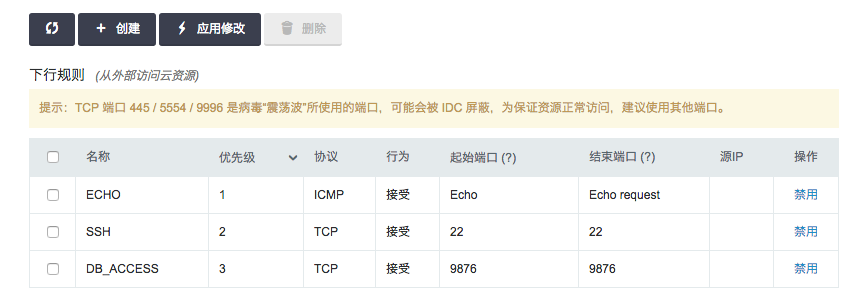 创建 应用修改 删除
下行规则 (从外部访问云资源)
提示：TCP 端口 445 / 5554 / 9996 是病毒“震荡波”所使用的端口，可能会被 IDC 屏蔽，为保证资源正常访问，建议使用其他端口。
名称 优先级 协议 行为 起始端口 (?) 结束端口 (?) 源IP 操作
ECHO 1 ICMP 接受 Echo Echo request 禁用
SSH 2 TCP 接受 22 22 禁用
DB_ACCESS 3 TCP 接受 9876 9876 禁用